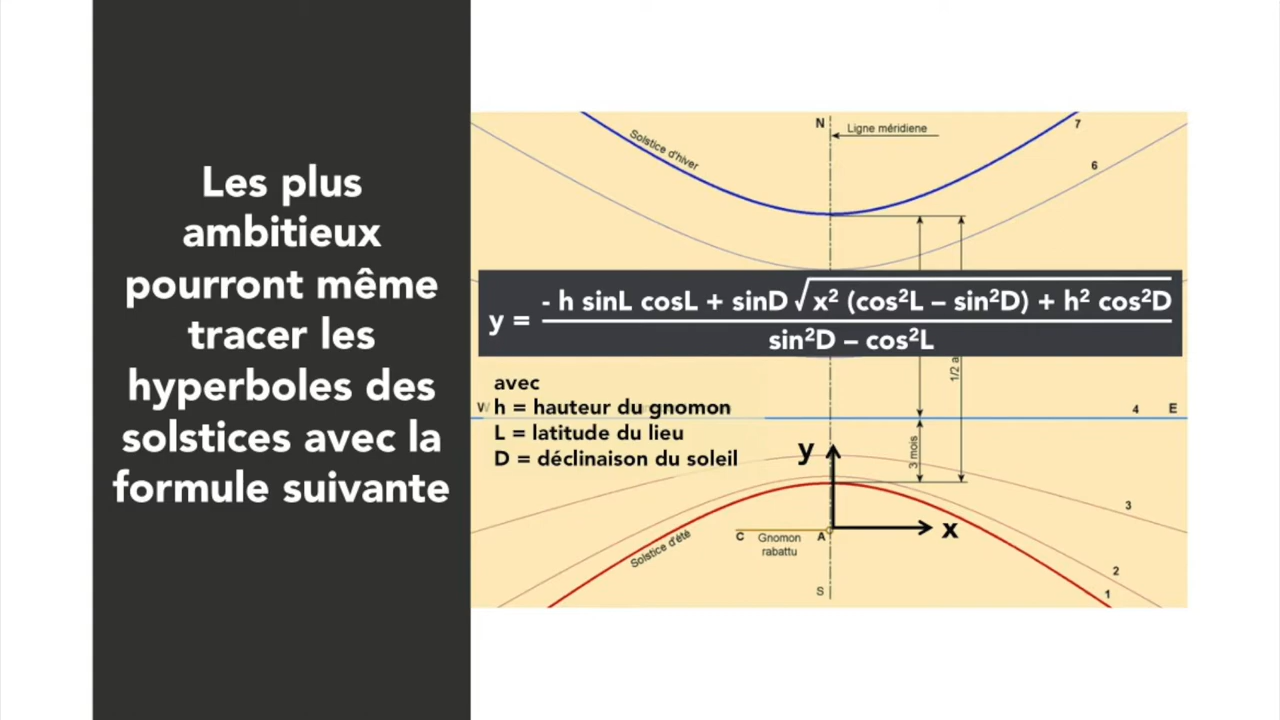 Les plus
ambitieux
pourront même
tracer les
hyperboles des
solstices avec la
formule suivante
N
Ligne méridiene
7
Solstice d'hiver
6
y = - h sinL cosL + sinD √x² (cos²L – sin²D) + h² cos²D
sin²D – cos²L
1/2 a
avec
W
h = hauteur du gnomon
4
E
L = latitude du lieu
D = déclinaison du soleil
y
3 mois
3
x
C
Gnomon
rabattu
A
Solstice d'été
2
S
1